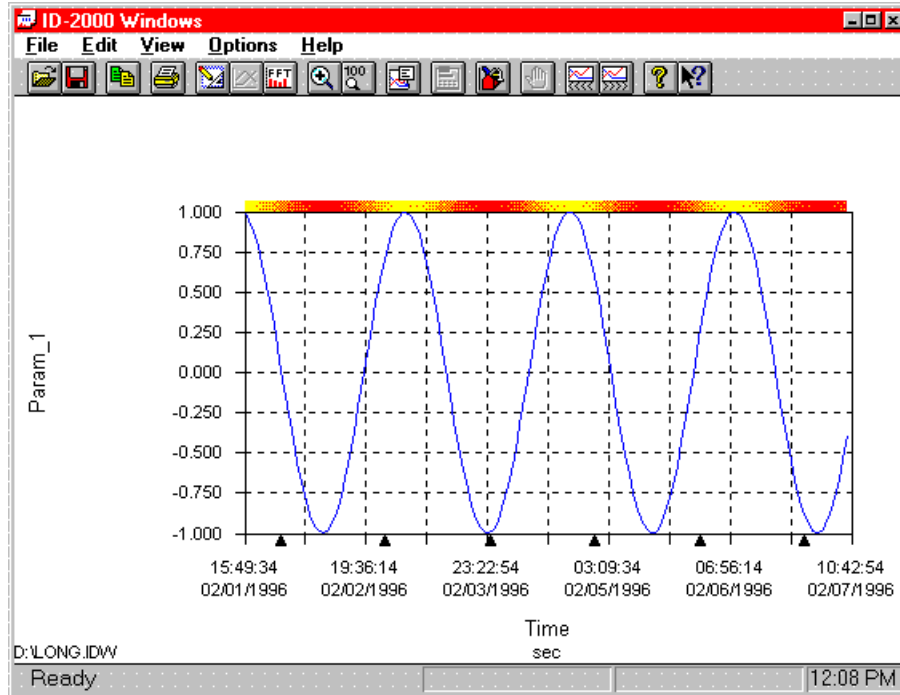 ID-2000 Windows
File Edit View Options Help
FFT 100
1.000
0.750
0.500
0.250
0.000
-0.250
-0.500
-0.750
-1.000
Param_1
15:49:34 19:36:14 23:22:54 03:09:34 06:56:14 10:42:54
02/01/1996 02/02/1996 02/03/1996 02/05/1996 02/06/1996 02/07/1996
Time
sec
D:\LONG.IDW
Ready 12:08 PM